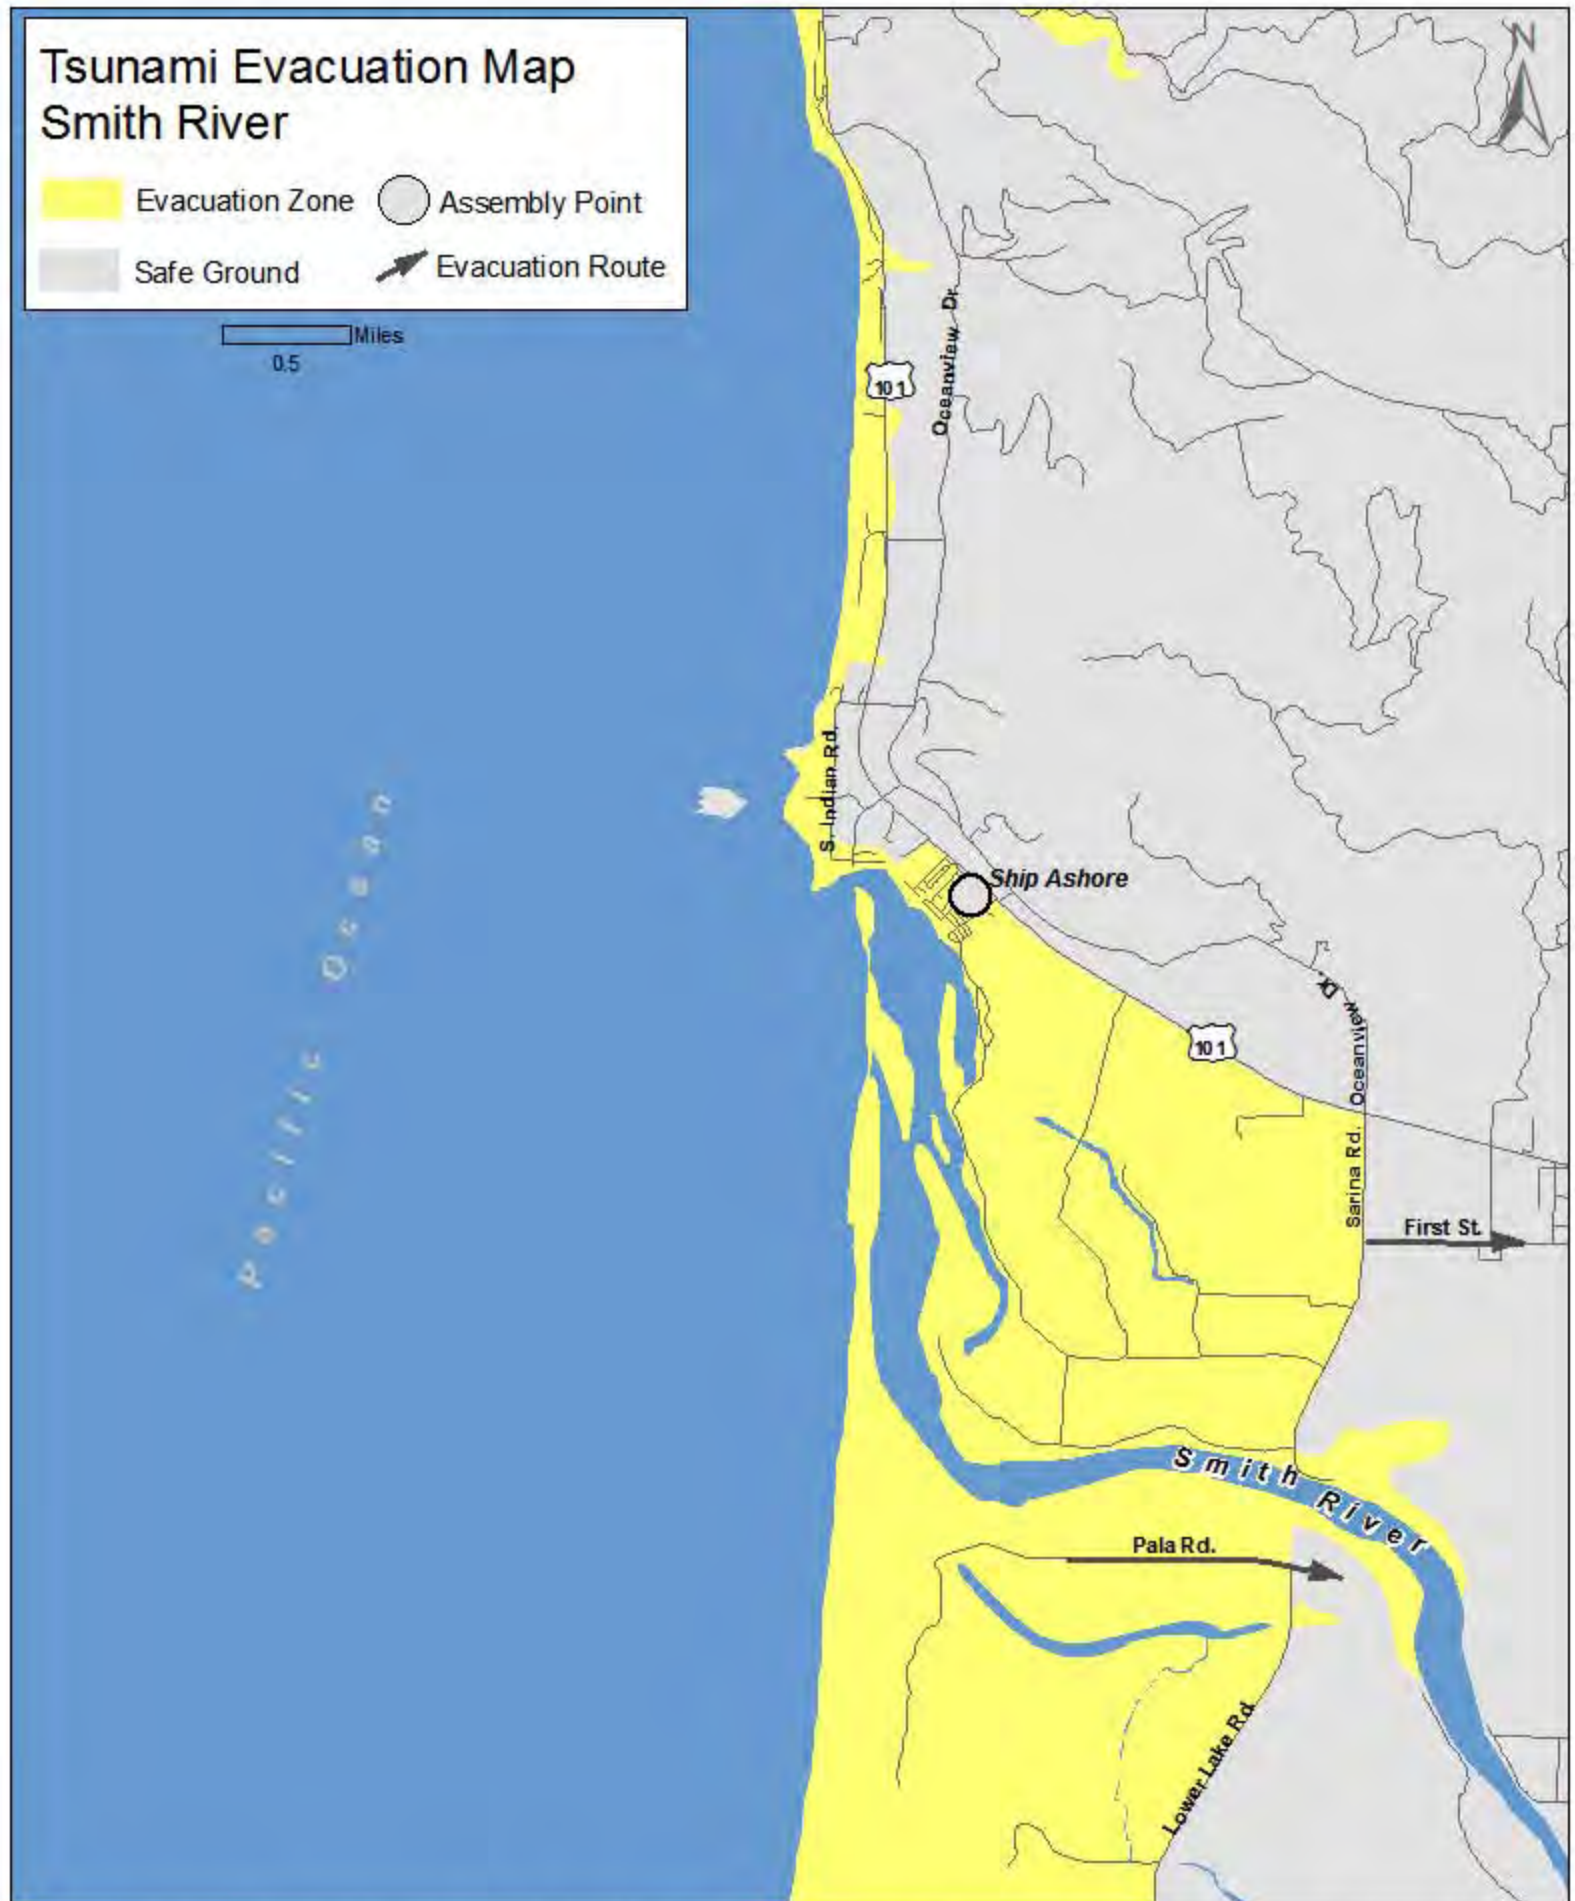 Tsunami Evacuation Map
Smith River
Evacuation Zone
Assembly Point
Safe Ground
Evacuation Route
Miles
0.5
N
Oceanview Dr.
101
S. Indian Rd.
Ship Ashore
Pacific Ocean
Oceanview Dr.
101
Sarina Rd.
First St.
Smith River
Pala Rd.
Lower Lake Rd.